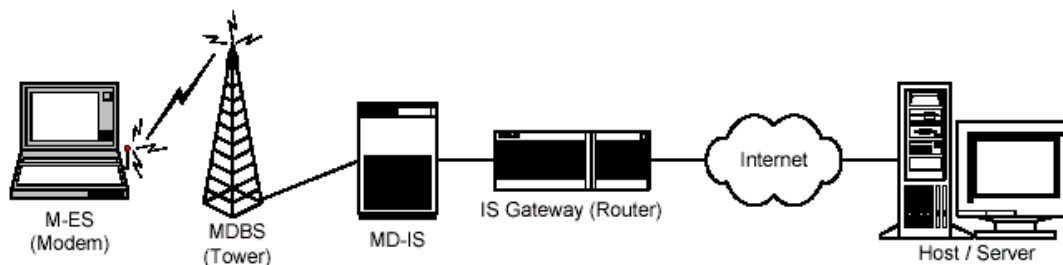 M-ES
(Modem)
MDBS
(Tower)
MD-IS
IS Gateway (Router)
Internet
Host / Server